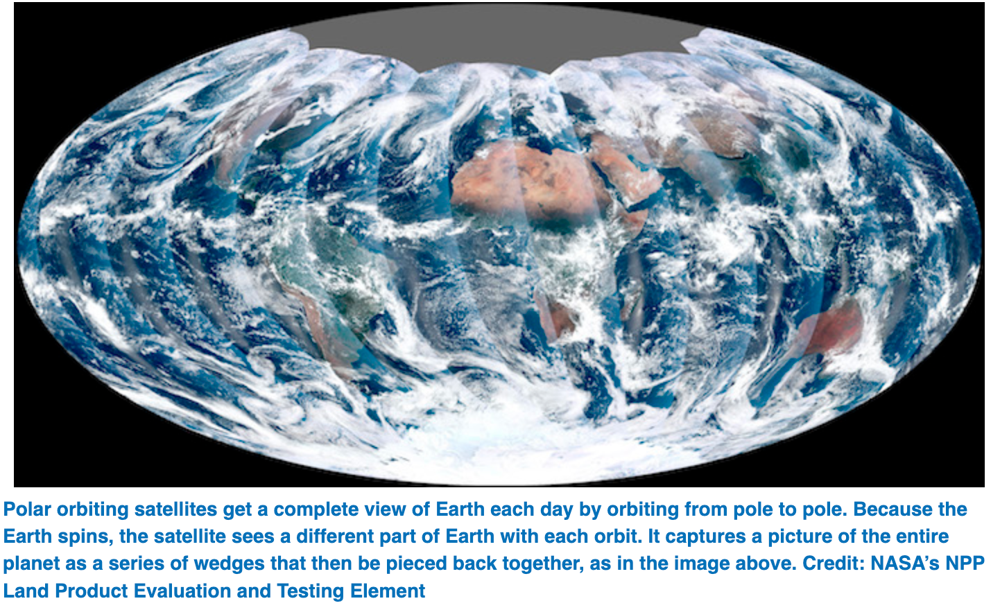 Polar orbiting satellites get a complete view of Earth each day by orbiting from pole to pole. Because the
Earth spins, the satellite sees a different part of Earth with each orbit. It captures a picture of the entire
planet as a series of wedges that then be pieced back together, as in the image above. Credit: NASA’s NPP
Land Product Evaluation and Testing Element